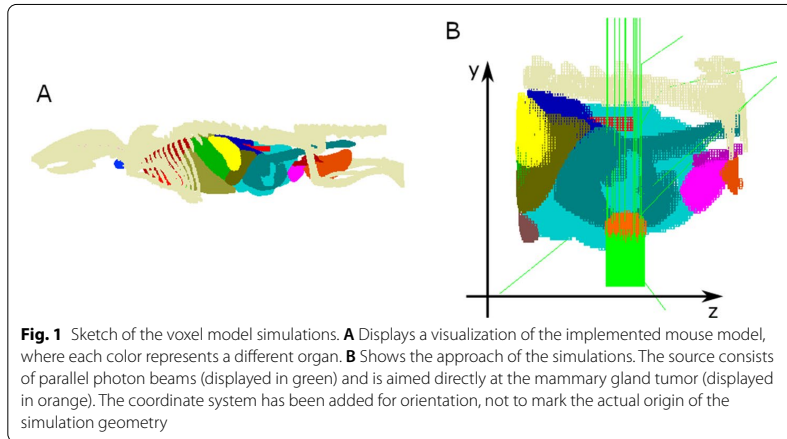 A
B
y
z
Fig. 1 Sketch of the voxel model simulations. A Displays a visualization of the implemented mouse model,
where each color represents a different organ. B Shows the approach of the simulations. The source consists
of parallel photon beams (displayed in green) and is aimed directly at the mammary gland tumor (displayed
in orange). The coordinate system has been added for orientation, not to mark the actual origin of the
simulation geometry